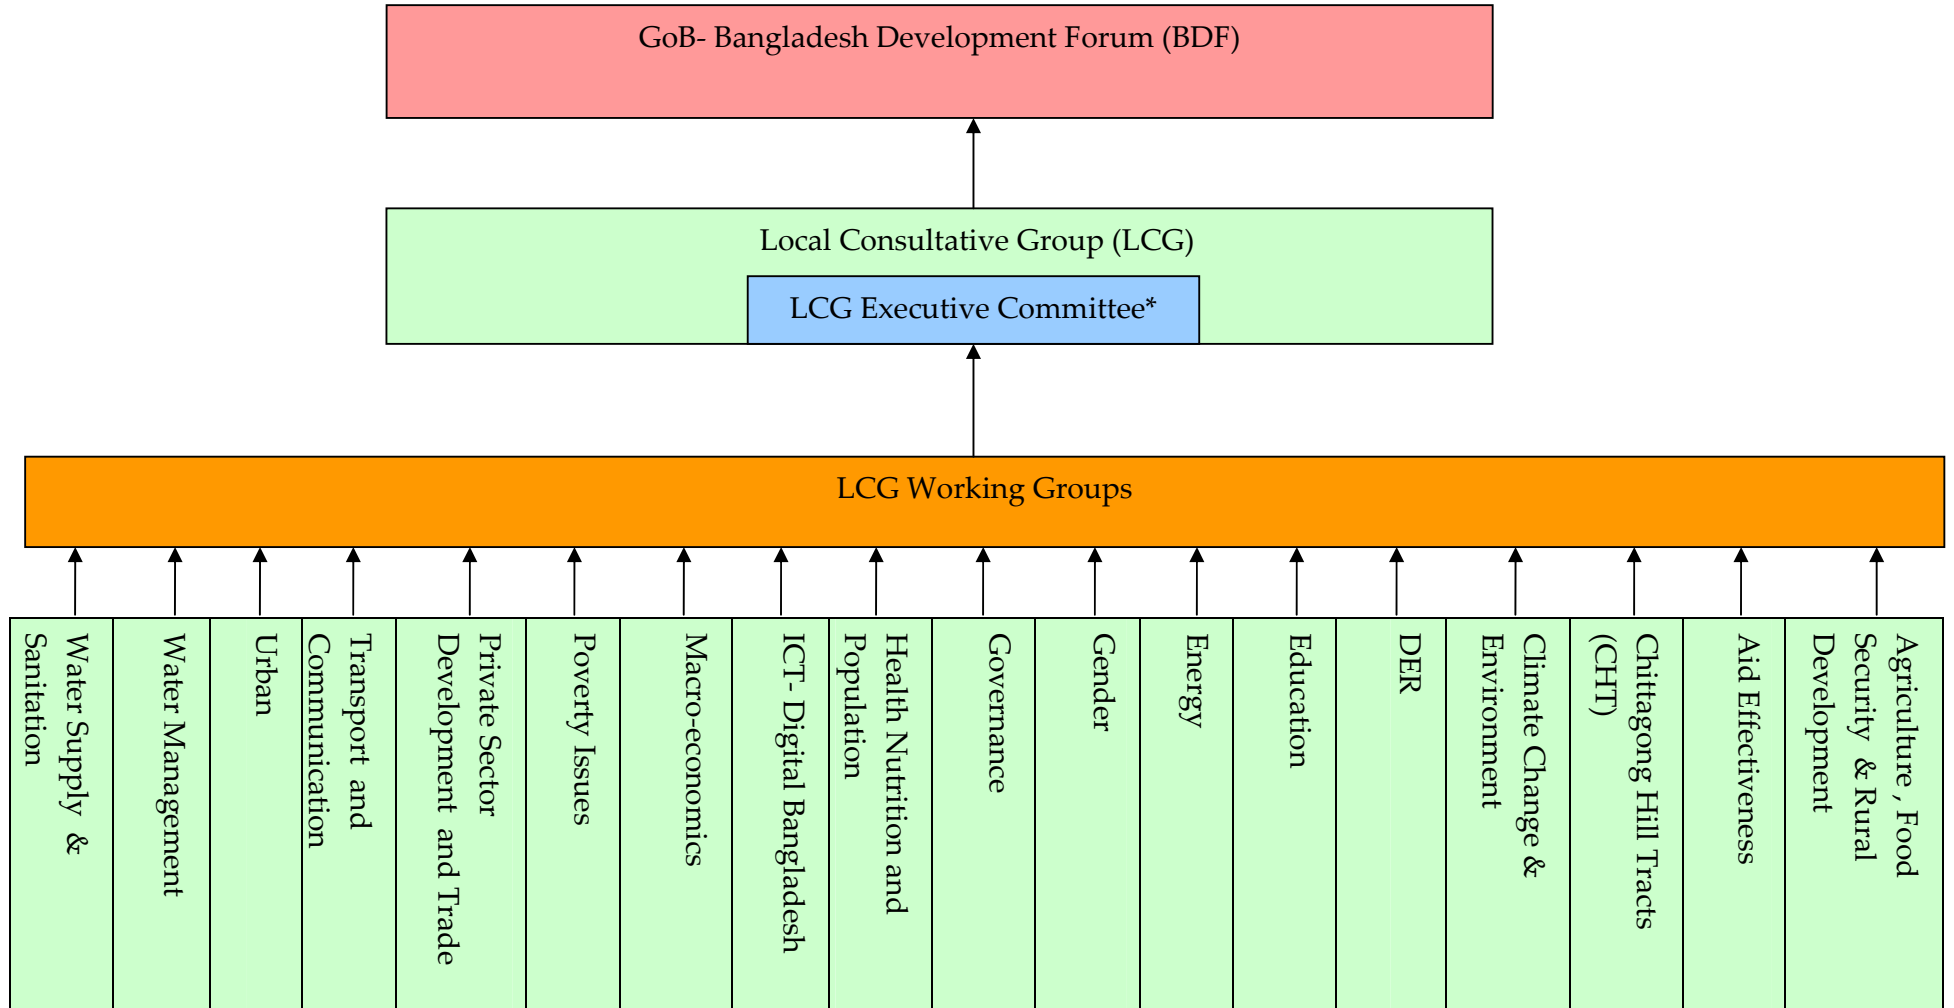 GoB- Bangladesh Development Forum (BDF)
Local Consultative Group (LCG)
LCG Executive Committee*
LCG Working Groups
Water Supply &
Sanitation
Water Management
Urban
Transport and
Communication
Private Sector
Development and Trade
Poverty Issues
Macro-economics
ICT- Digital Bangladesh
Health Nutrition and
Population
Governance
Gender
Energy
Education
DER
Climate Change &
Environment
Chittagong Hill Tracts
(CHT)
Aid Effectiveness
Agriculture , Food
Security & Rural
Development